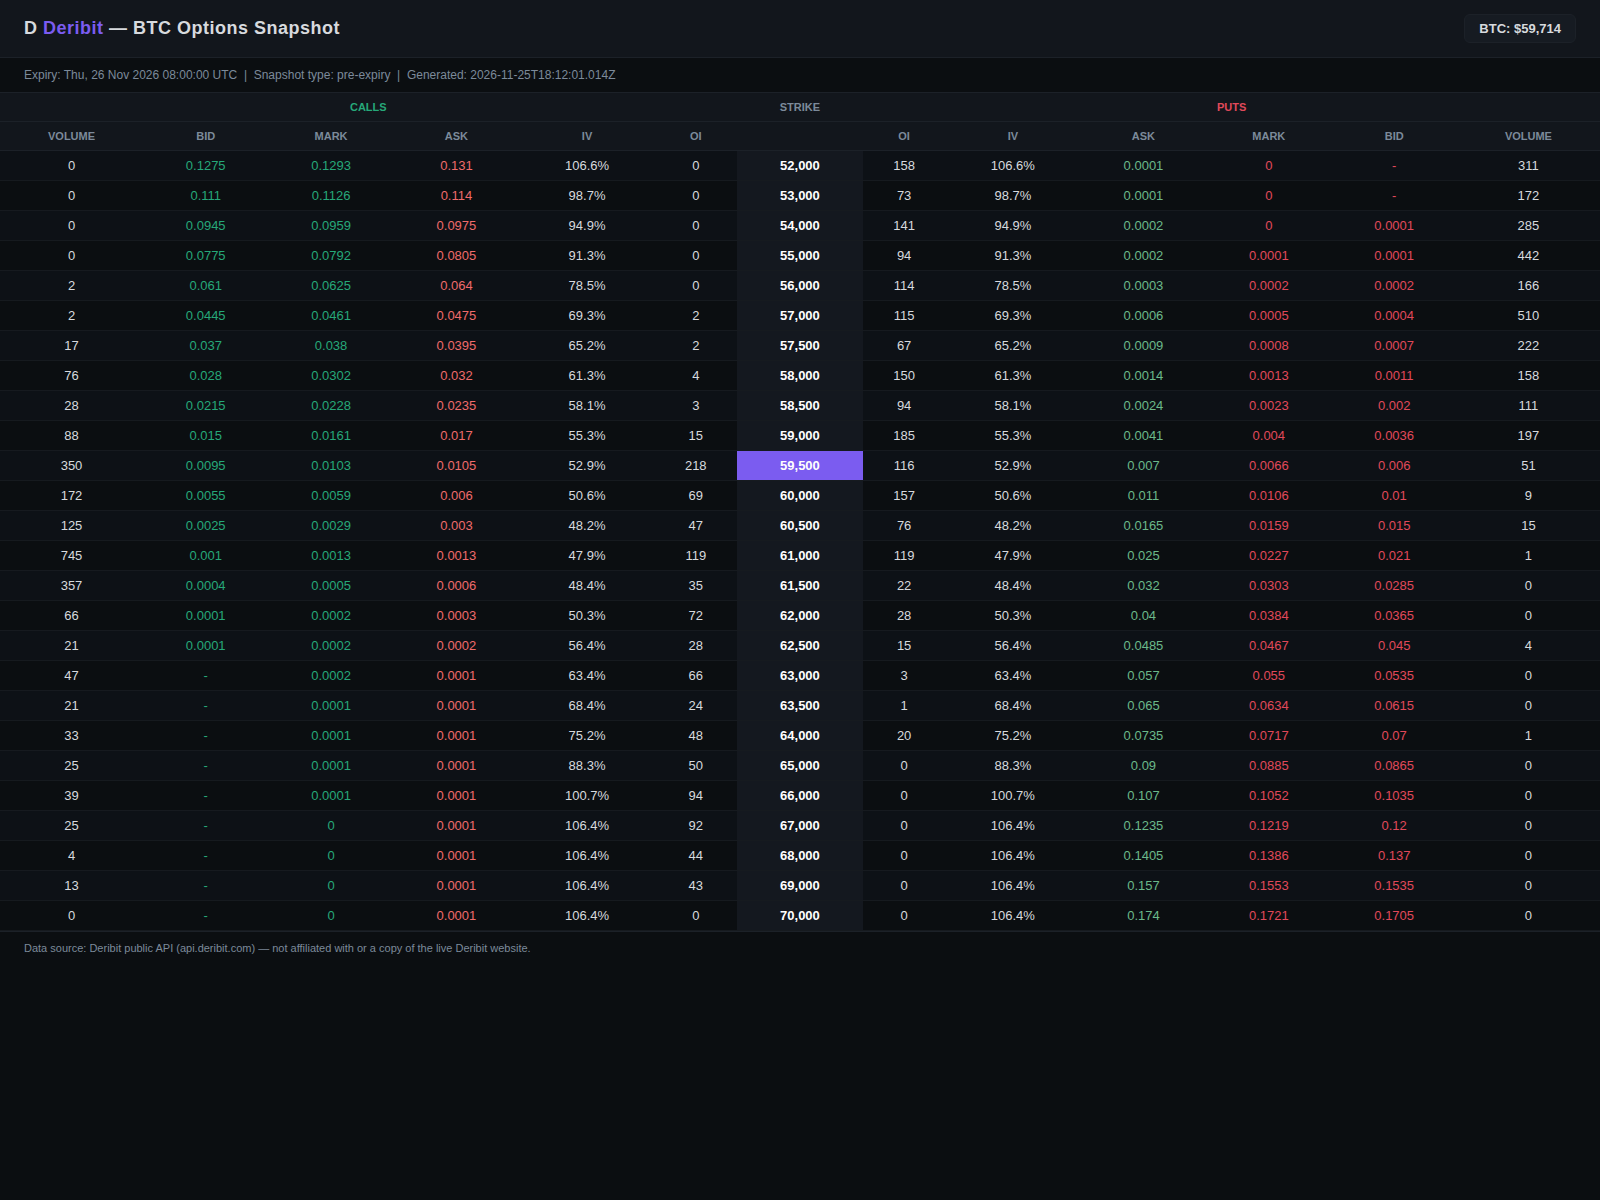 D Deribit — BTC Options Snapshot
BTC: $59,714
Expiry: Thu, 26 Nov 2026 08:00:00 UTC | Snapshot type: pre-expiry | Generated: 2026-11-25T18:12:01.014Z
CALLS STRIKE PUTS
VOLUME BID MARK ASK IV OI OI IV ASK MARK BID VOLUME
0 0.1275 0.1293 0.131 106.6% 0 52,000 158 106.6% 0.0001 0 - 311
0 0.111 0.1126 0.114 98.7% 0 53,000 73 98.7% 0.0001 0 - 172
0 0.0945 0.0959 0.0975 94.9% 0 54,000 141 94.9% 0.0002 0 0.0001 285
0 0.0775 0.0792 0.0805 91.3% 0 55,000 94 91.3% 0.0002 0.0001 0.0001 442
2 0.061 0.0625 0.064 78.5% 0 56,000 114 78.5% 0.0003 0.0002 0.0002 166
2 0.0445 0.0461 0.0475 69.3% 2 57,000 115 69.3% 0.0006 0.0005 0.0004 510
17 0.037 0.038 0.0395 65.2% 2 57,500 67 65.2% 0.0009 0.0008 0.0007 222
76 0.028 0.0302 0.032 61.3% 4 58,000 150 61.3% 0.0014 0.0013 0.0011 158
28 0.0215 0.0228 0.0235 58.1% 3 58,500 94 58.1% 0.0024 0.0023 0.002 111
88 0.015 0.0161 0.017 55.3% 15 59,000 185 55.3% 0.0041 0.004 0.0036 197
350 0.0095 0.0103 0.0105 52.9% 218 59,500 116 52.9% 0.007 0.0066 0.006 51
172 0.0055 0.0059 0.006 50.6% 69 60,000 157 50.6% 0.011 0.0106 0.01 9
125 0.0025 0.0029 0.003 48.2% 47 60,500 76 48.2% 0.0165 0.0159 0.015 15
745 0.001 0.0013 0.0013 47.9% 119 61,000 119 47.9% 0.025 0.0227 0.021 1
357 0.0004 0.0005 0.0006 48.4% 35 61,500 22 48.4% 0.032 0.0303 0.0285 0
66 0.0001 0.0002 0.0003 50.3% 72 62,000 28 50.3% 0.04 0.0384 0.0365 0
21 0.0001 0.0002 0.0002 56.4% 28 62,500 15 56.4% 0.0485 0.0467 0.045 4
47 - 0.0002 0.0001 63.4% 66 63,000 3 63.4% 0.057 0.055 0.0535 0
21 - 0.0001 0.0001 68.4% 24 63,500 1 68.4% 0.065 0.0634 0.0615 0
33 - 0.0001 0.0001 75.2% 48 64,000 20 75.2% 0.0735 0.0717 0.07 1
25 - 0.0001 0.0001 88.3% 50 65,000 0 88.3% 0.09 0.0885 0.0865 0
39 - 0.0001 0.0001 100.7% 94 66,000 0 100.7% 0.107 0.1052 0.1035 0
25 - 0 0.0001 106.4% 92 67,000 0 106.4% 0.1235 0.1219 0.12 0
4 - 0 0.0001 106.4% 44 68,000 0 106.4% 0.1405 0.1386 0.137 0
13 - 0 0.0001 106.4% 43 69,000 0 106.4% 0.157 0.1553 0.1535 0
0 - 0 0.0001 106.4% 0 70,000 0 106.4% 0.174 0.1721 0.1705 0
Data source: Deribit public API (api.deribit.com) — not affiliated with or a copy of the live Deribit website.